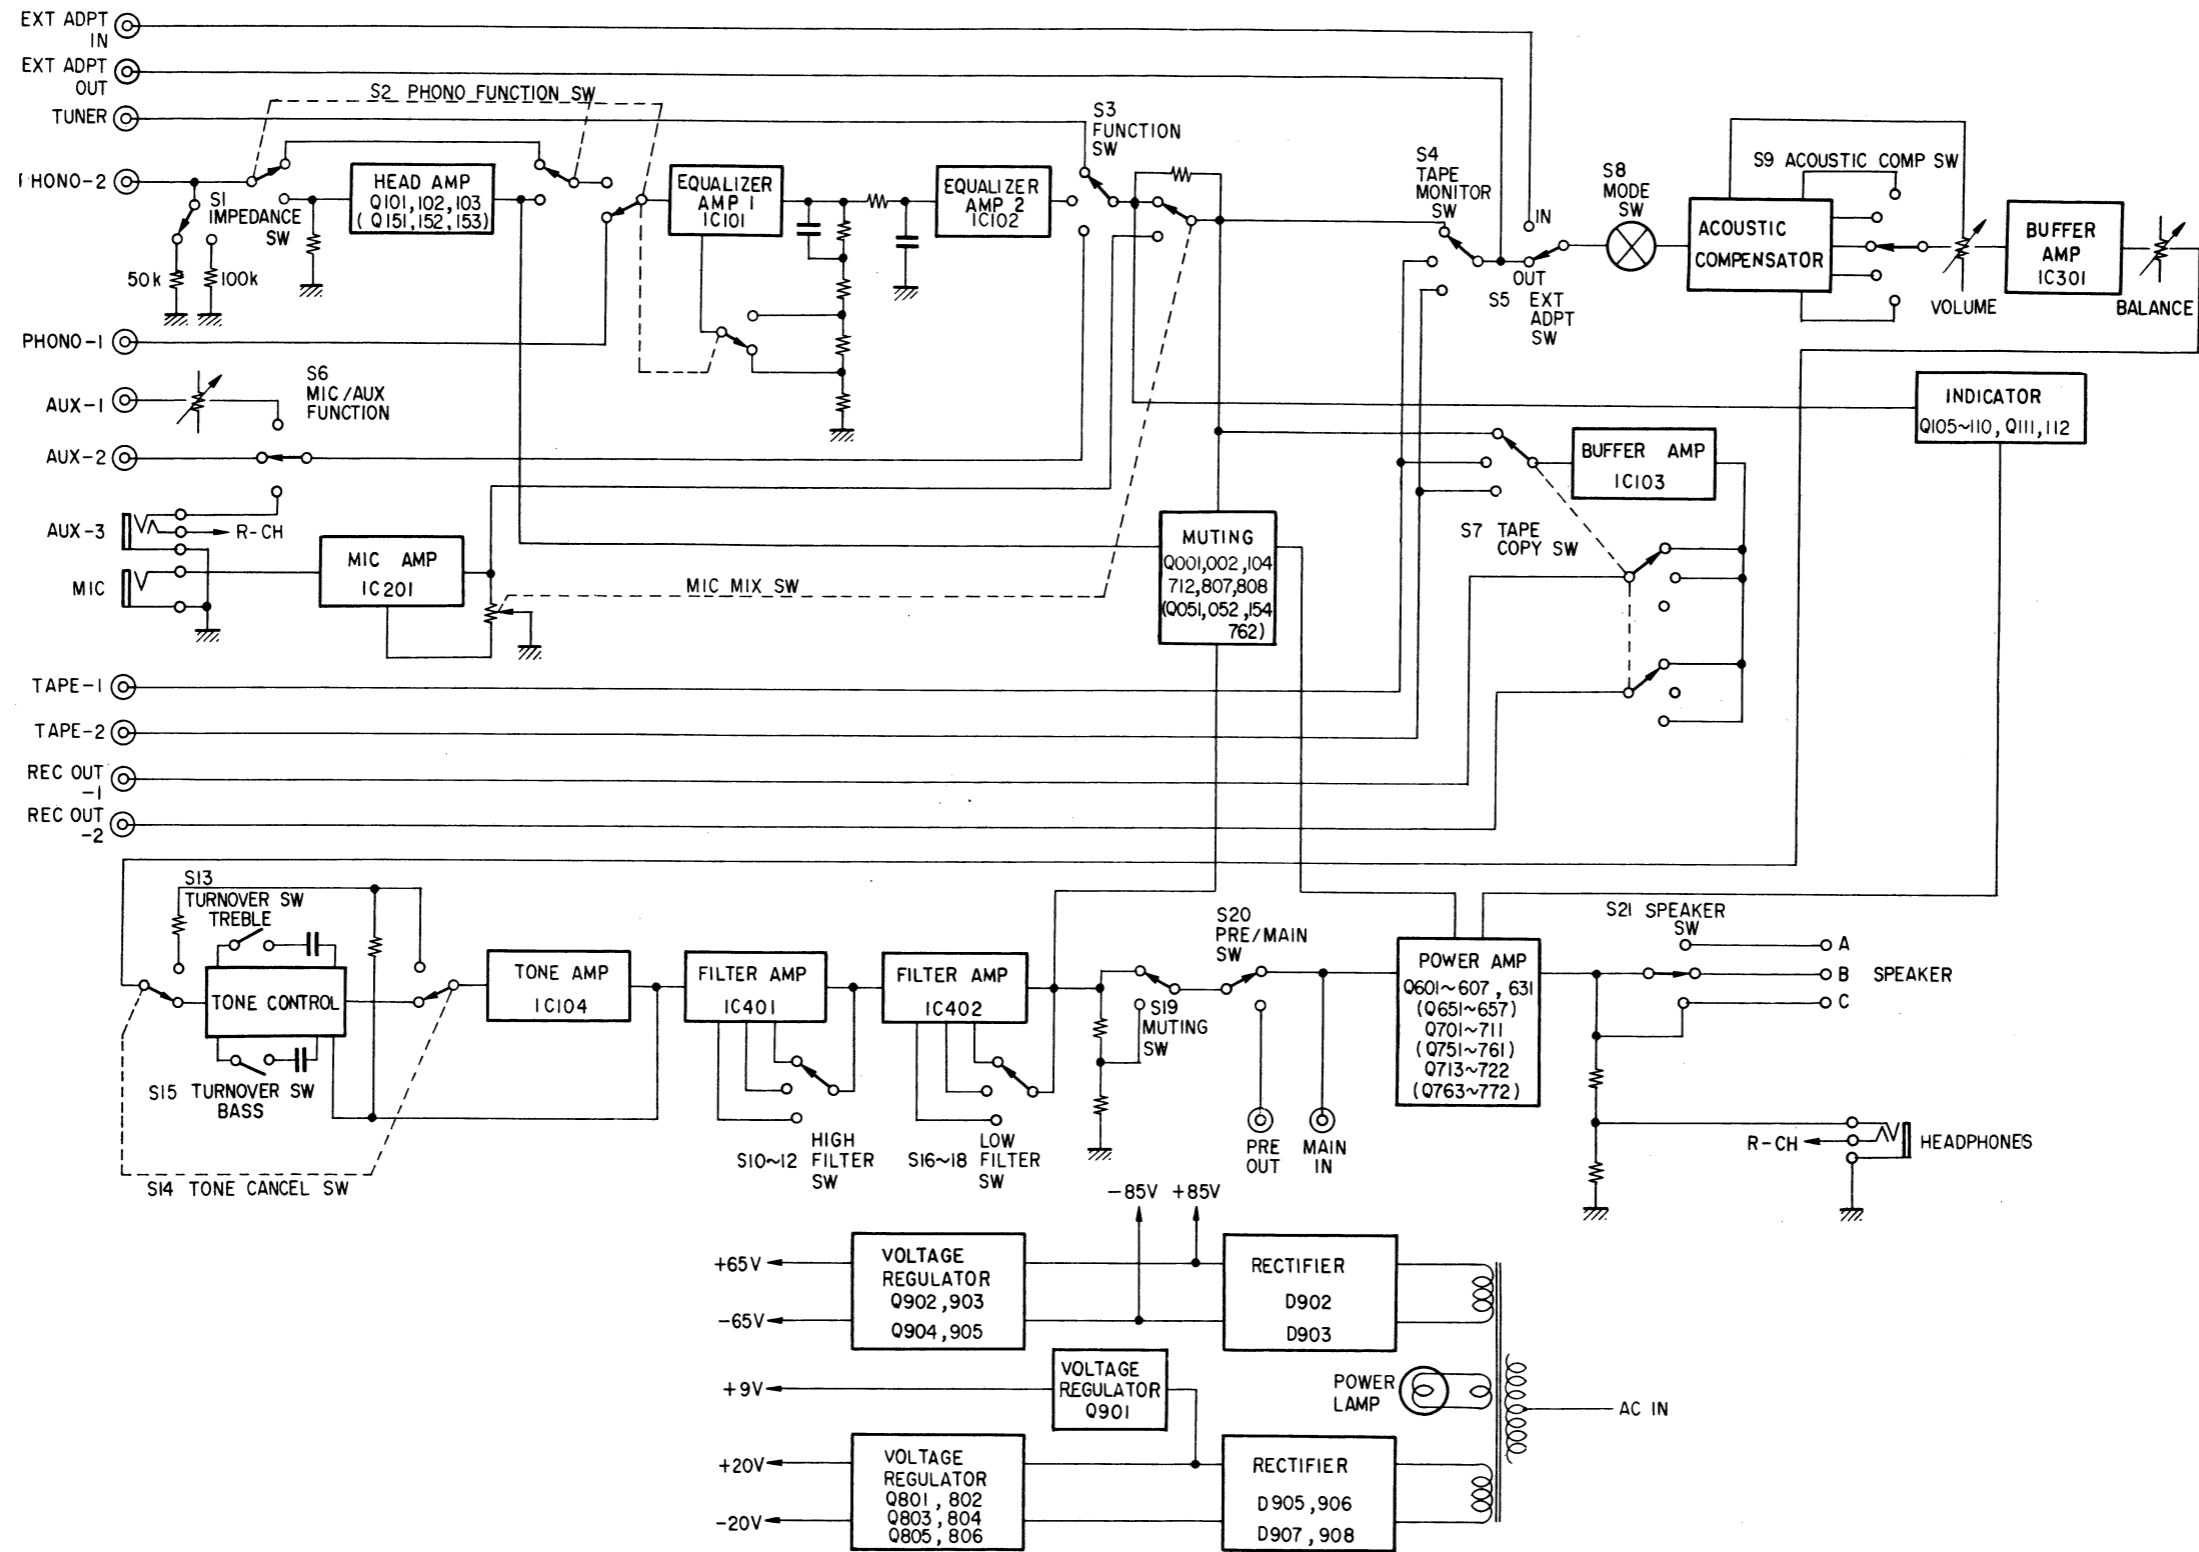 EXT ADPT
IN
EXT ADPT
OUT
TUNER
PHONO-2
PHONO-1
AUX-1
AUX-2
AUX-3
MIC
TAPE-1
TAPE-2
REC OUT
-1
REC OUT
-2
S2 PHONO FUNCTION SW
S1
IMPEDANCE
SW
50k
100k
HEAD AMP
Q101,102,103
(Q151,152,153)
EQUALIZER
AMP 1
IC101
EQUALIZER
AMP 2
IC102
S3
FUNCTION
SW
S4
TAPE
MONITOR
SW
IN
OUT
S5 EXT
ADPT
SW
S8
MODE
SW
ACOUSTIC
COMPENSATOR
S9 ACOUSTIC COMP SW
VOLUME
BUFFER
AMP
IC301
BALANCE
S6
MIC/AUX
FUNCTION
R-CH
MIC AMP
IC201
MIC MIX SW
MUTING
Q001,002,104
712,807,808
(Q051,052,154
762)
BUFFER AMP
IC103
S7 TAPE
COPY SW
INDICATOR
Q105~110, Q111,112
S13
TURNOVER SW
TREBLE
TONE CONTROL
S15 TURNOVER SW
BASS
S14 TONE CANCEL SW
TONE AMP
IC104
FILTER AMP
IC401
S10~12 HIGH
FILTER
SW
FILTER AMP
IC402
S16~18 LOW
FILTER
SW
S19
MUTING
SW
S20
PRE/MAIN
SW
PRE
OUT
MAIN
IN
POWER AMP
Q601~607, 631
(Q651~657)
Q701~711
(Q751~761)
Q713~722
(Q763~772)
S21 SPEAKER
SW
A
B
C
SPEAKER
R-CH
HEADPHONES
-85V +85V
+65V
-65V
VOLTAGE
REGULATOR
Q902,903
Q904,905
RECTIFIER
D902
D903
+9V
VOLTAGE
REGULATOR
Q901
POWER
LAMP
AC IN
+20V
-20V
VOLTAGE
REGULATOR
Q801, 802
Q803, 804
Q805, 806
RECTIFIER
D905,906
D907,908